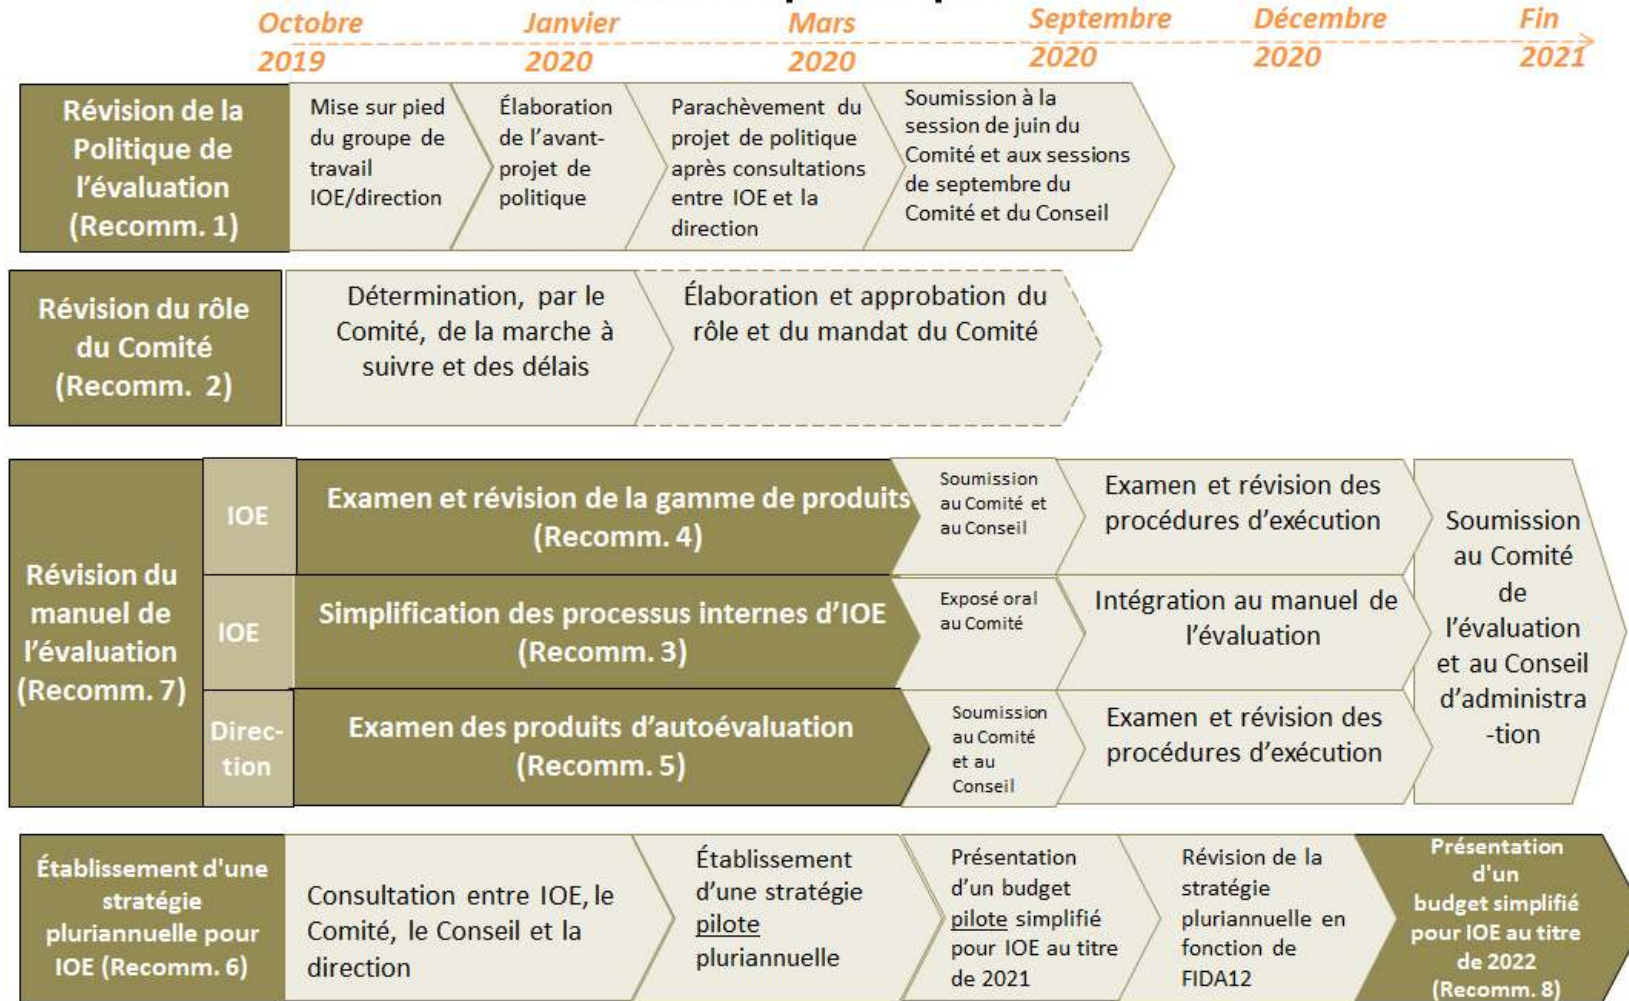 Octobre
2019
Janvier
2020
Mars
2020
Septembre
2020
Décembre
2020
Fin
2021
Révision de la
Politique de
l'évaluation
(Recomm. 1)
Mise sur pied
du groupe de
travail
IOE/direction
Élaboration
de l'avant-
projet de
politique
Parachèvement du
projet de politique
après consultations
entre IOE et la
direction
Soumission à la
session de juin du
Comité et aux sessions
de septembre du
Comité et du Conseil
Révision du rôle
du Comité
(Recomm. 2)
Détermination, par le
Comité, de la marche à
suivre et des délais
Élaboration et approbation du
rôle et du mandat du Comité
Révision du
manuel de
l'évaluation
(Recomm. 7)
IOE
Examen et révision de la gamme de produits
(Recomm. 4)
Soumission
au Comité et
au Conseil
Examen et révision des
procédures d'exécution
IOE
Simplification des processus internes d'IOE
(Recomm. 3)
Exposé oral
au Comité
Intégration au manuel de
l'évaluation
Direc-
tion
Examen des produits d'autoévaluation
(Recomm. 5)
Soumission
au Comité
et au
Conseil
Examen et révision des
procédures d'exécution
Soumission
au Comité
de
l'évaluation
et au Conseil
d'administra
-tion
Établissement d'une
stratégie
pluriannuelle pour
IOE (Recomm. 6)
Consultation entre IOE, le
Comité, le Conseil et la
direction
Établissement
d'une stratégie
pilote
pluriannuelle
Présentation
d'un budget
pilote simplifié
pour IOE au titre
de 2021
Révision de la
stratégie
pluriannuelle en
fonction de
FIDA12
Présentation
d'un
budget simplifié
pour IOE au titre
de 2022
(Recomm. 8)